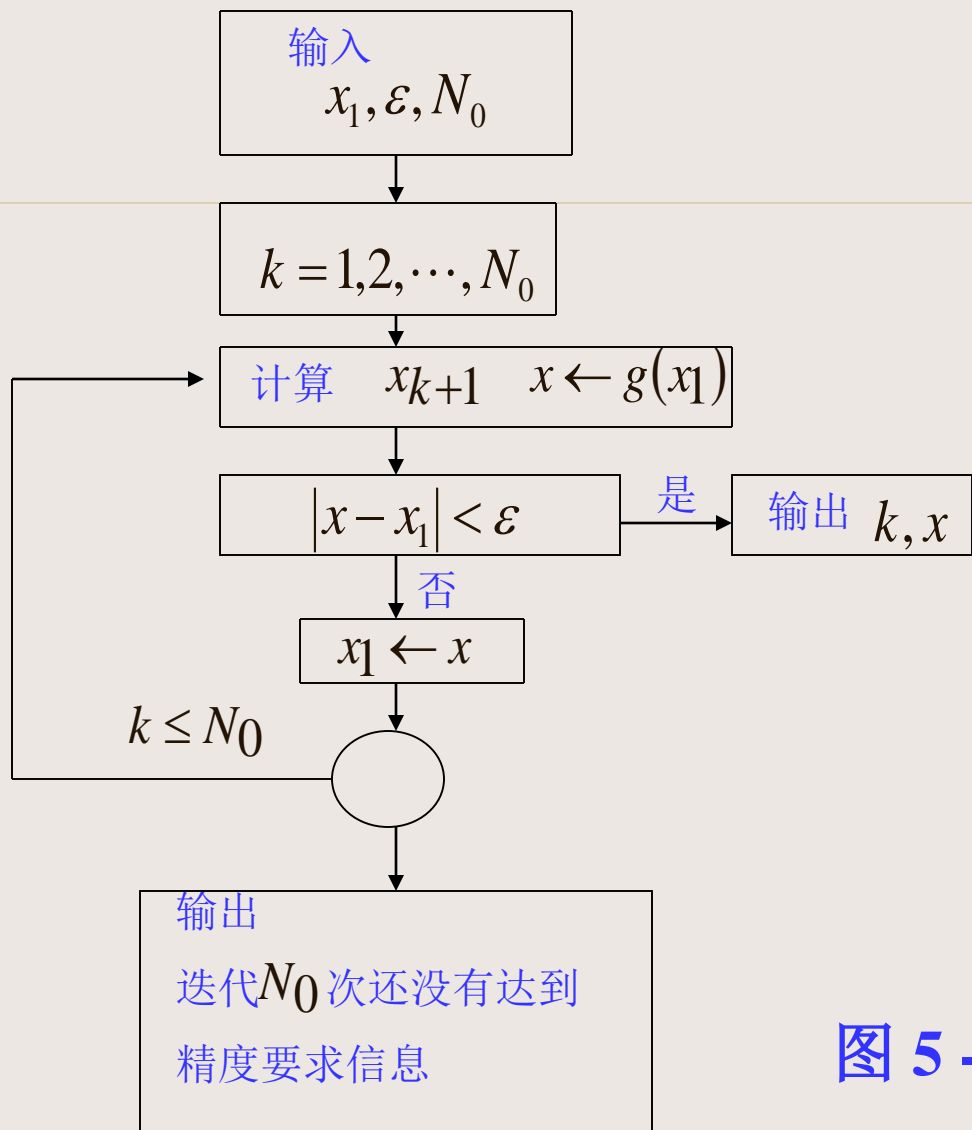 输入
x₁, ε, N₀
k = 1,2,⋯, N₀
计算 xₖ₊₁ x ← g(x₁)
|x − x₁| < ε
是
输出 k, x
否
x₁ ← x
k ≤ N₀
输出
迭代N₀次还没有达到
精度要求信息
图 5 -